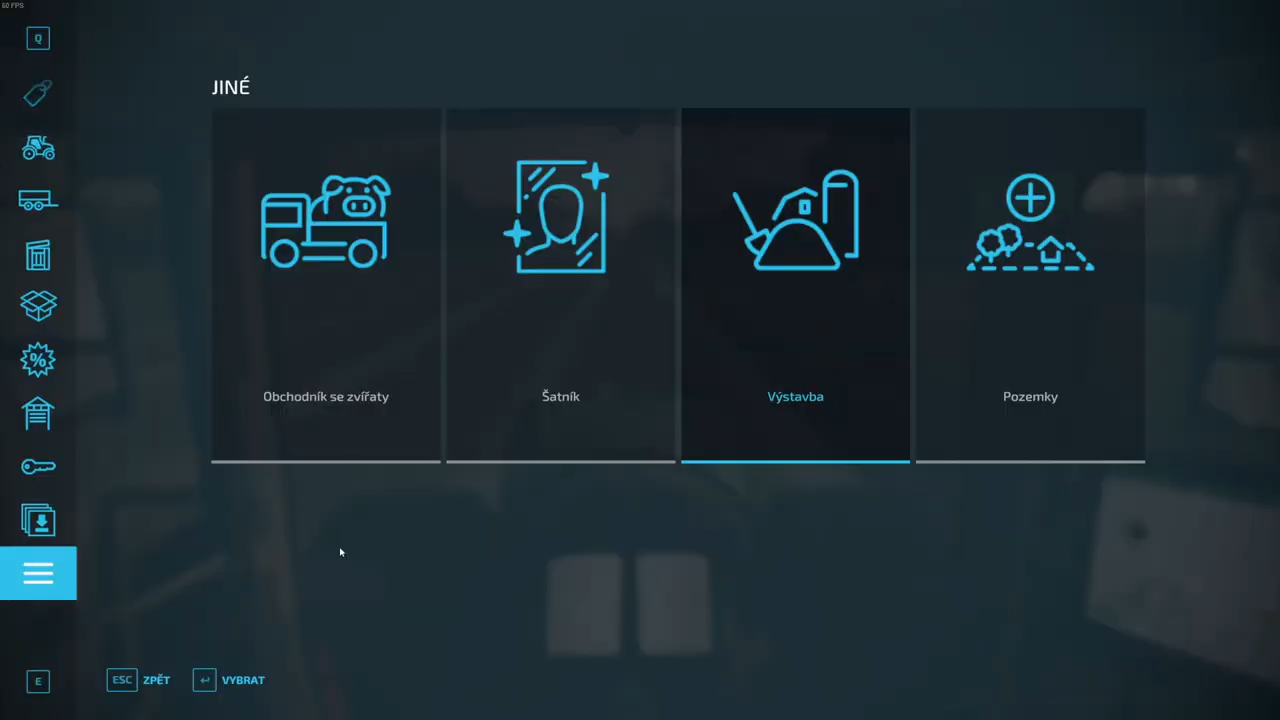 60 FPS
Q
JINÉ
Obchodník se zvířaty
Šatník
Výstavba
Pozemky
%
E
ESC ZPĚT
VYBRAT